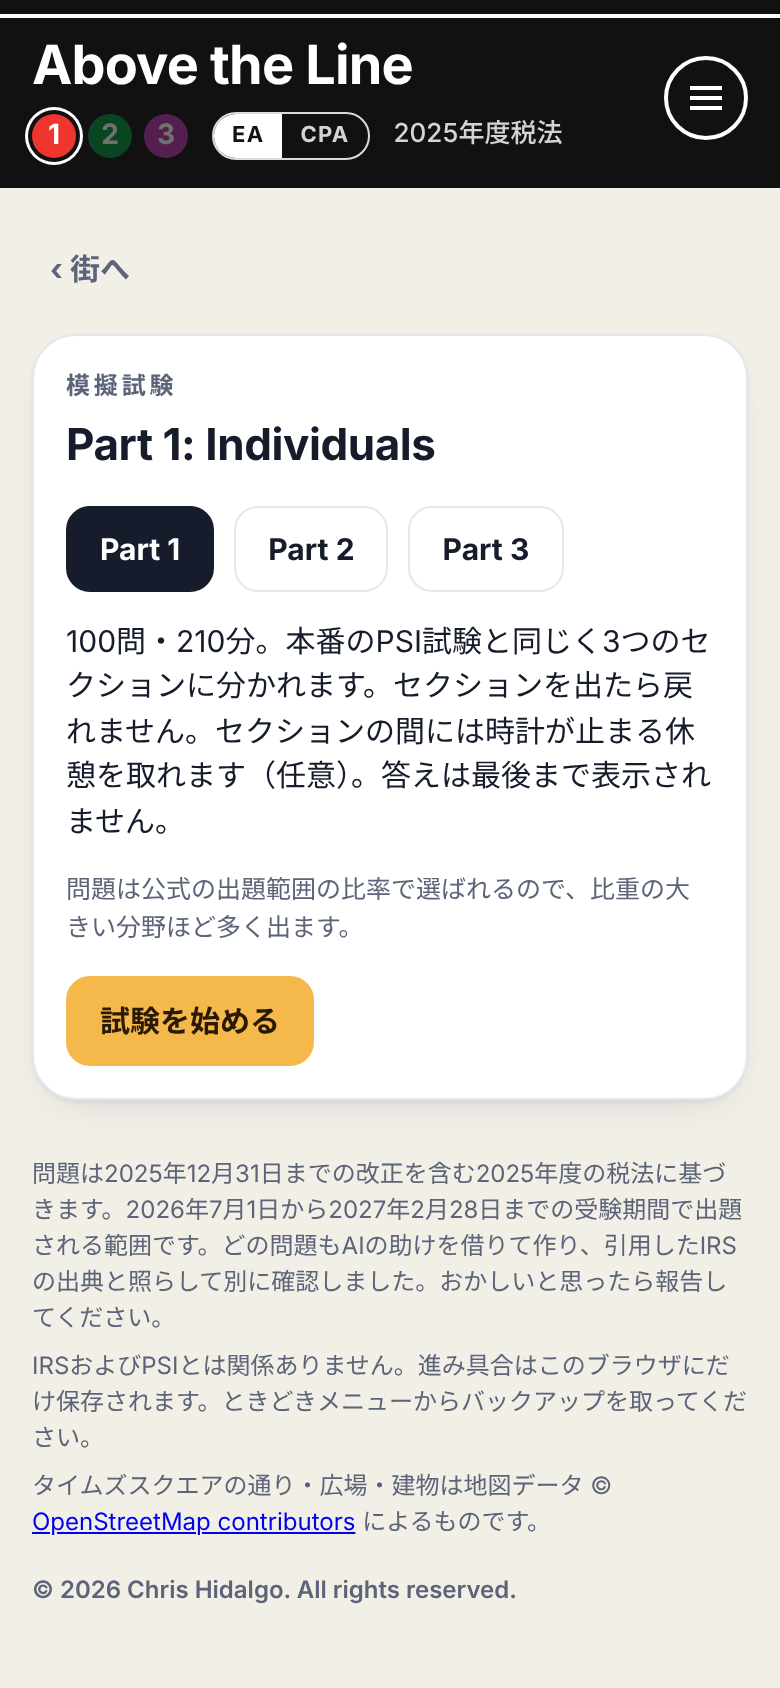 Above the Line
1 2 3 EA CPA 2025年度税法
‹ 街へ
模擬試験
Part 1: Individuals
Part 1 Part 2 Part 3
100問・210分。本番のPSI試験と同じく3つのセ
クションに分かれます。セクションを出たら戻
れません。セクションの間には時計が止まる休
憩を取れます（任意）。答えは最後まで表示され
ません。
問題は公式の出題範囲の比率で選ばれるので、比重の大
きい分野ほど多く出ます。
試験を始める
問題は2025年12月31日までの改正を含む2025年度の税法に基づ
きます。2026年7月1日から2027年2月28日までの受験期間で出題
される範囲です。どの問題もAIの助けを借りて作り、引用したIRS
の出典と照らして別に確認しました。おかしいと思ったら報告し
てください。
IRSおよびPSIとは関係ありません。進み具合はこのブラウザにだ
け保存されます。ときどきメニューからバックアップを取ってくだ
さい。
タイムズスクエアの通り・広場・建物は地図データ ©
OpenStreetMap contributors によるものです。
© 2026 Chris Hidalgo. All rights reserved.